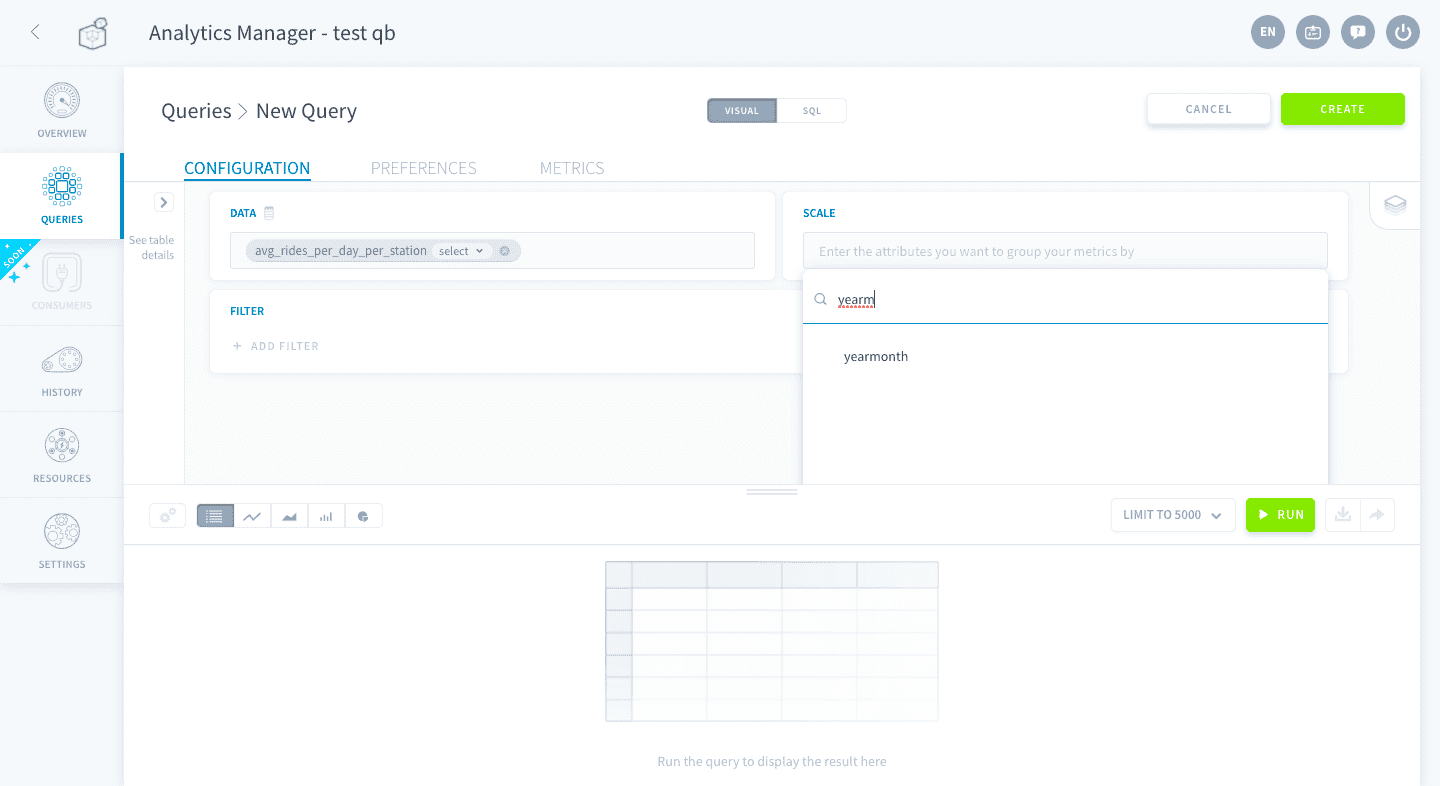 Analytics Manager - test qb
EN
OVERVIEW
QUERIES
SOON
CONSUMERS
HISTORY
RESOURCES
SETTINGS
Queries > New Query
VISUAL
SQL
CANCEL
CREATE
CONFIGURATION
PREFERENCES
METRICS
See table
details
DATA
avg_rides_per_day_per_station
select
SCALE
Enter the attributes you want to group your metrics by
yearm
yearmonth
FILTER
+ ADD FILTER
LIMIT TO 5000
RUN
Run the query to display the result here